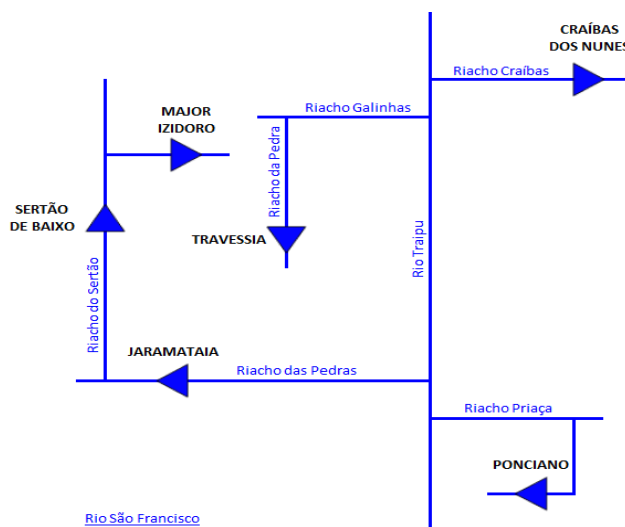 CRAÍBAS
DOS NUNES
Riacho Craíbas
MAJOR
IZIDORO
Riacho Galinhas
Riacho da Pedra
SERTÃO
DE BAIXO
TRAVESSIA
Rio Traipu
Riacho do Sertão
JARAMATAIA
Riacho das Pedras
Riacho Priaça
PONCIANO
Rio São Francisco